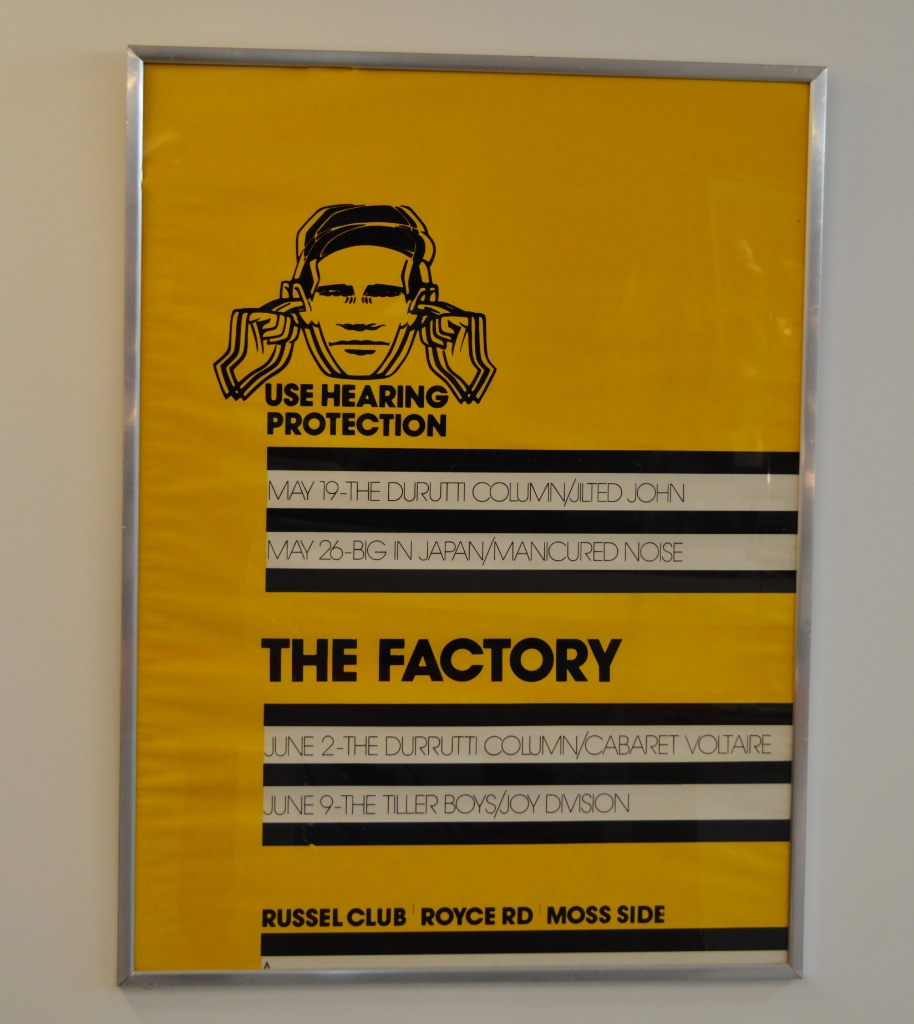 USE HEARING
PROTECTION
MAY 19-THE DURUTTI COLUMN/JILTED JOHN
MAY 26-BIG IN JAPAN/MANICURED NOISE
THE FACTORY
JUNE 2-THE DURRUTTI COLUMN/CABARET VOLTAIRE
JUNE 9-THE TILLER BOYS/JOY DIVISION
RUSSEL CLUB | ROYCE RD | MOSS SIDE